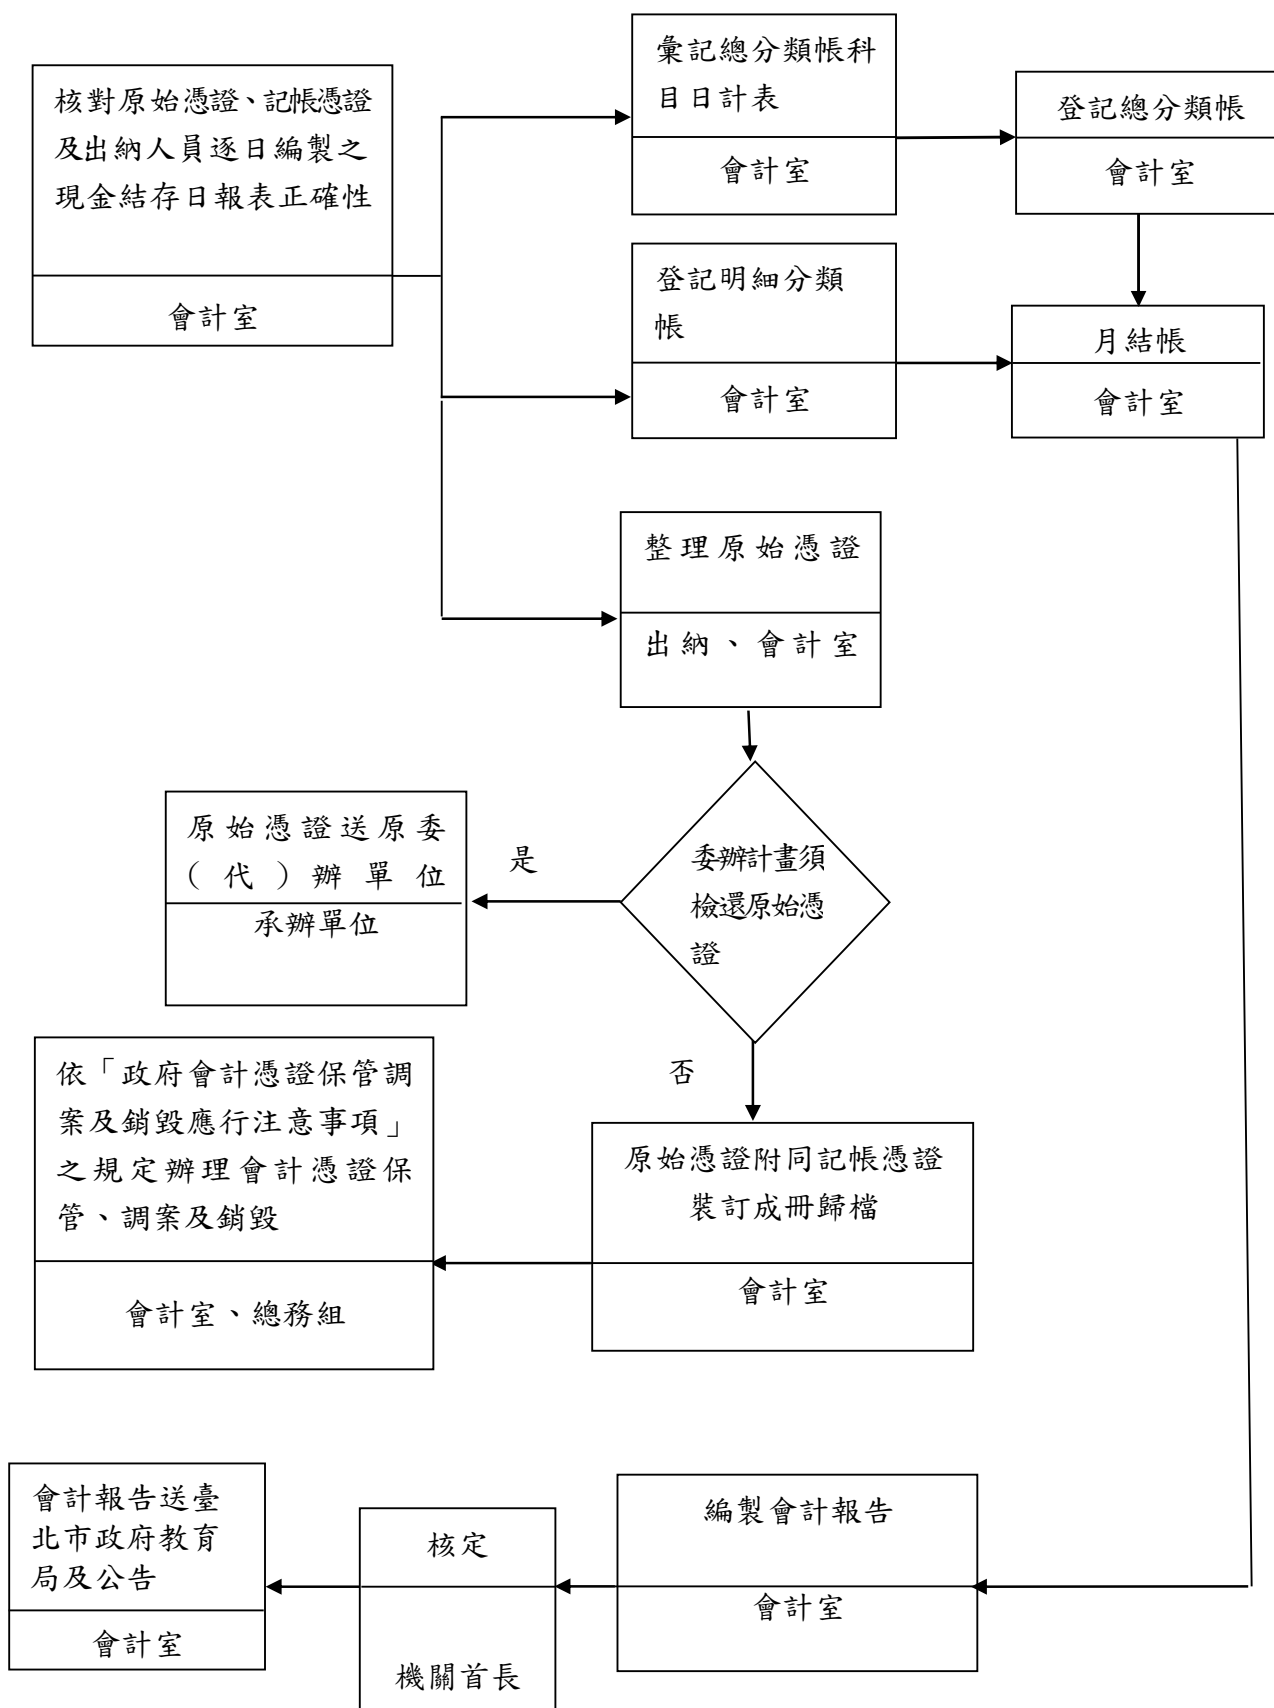 核對原始憑證、記帳憑證
及出納人員逐日編製之
現金結存日報表正確性
會計室
彙記總分類帳科
目日計表
會計室
登記總分類帳
會計室
登記明細分類
帳
會計室
月結帳
會計室
整理原始憑證
出納、會計室
委辦計畫須
檢還原始憑
證
是
原始憑證送原委
(代)辦單位
承辦單位
否
原始憑證附同記帳憑證
裝訂成冊歸檔
會計室
依「政府會計憑證保管調
案及銷毀應行注意事項」
之規定辦理會計憑證保
管、調案及銷毀
會計室、總務組
編製會計報告
會計室
核定
機關首長
會計報告送臺
北市政府教育
局及公告
會計室